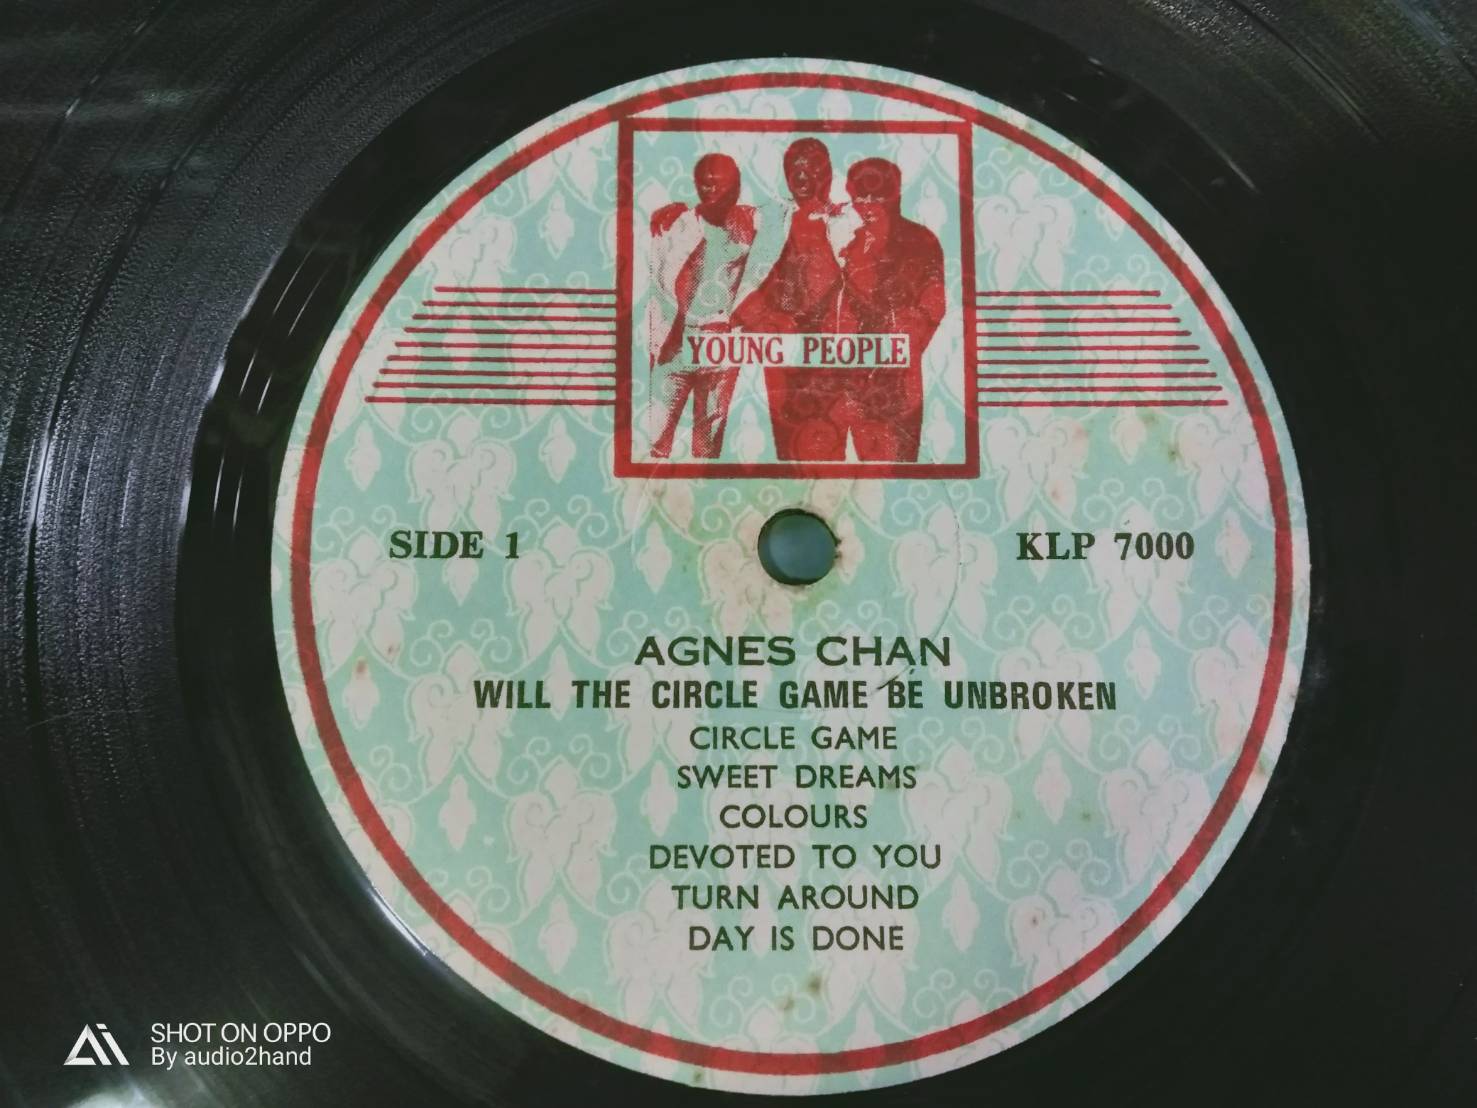 YOUNG PEOPLE
SIDE 1
KLP 7000
AGNES CHAN
WILL THE CIRCLE GAME BE UNBROKEN
CIRCLE GAME
SWEET DREAMS
COLOURS
DEVOTED TO YOU
TURN AROUND
DAY IS DONE
SHOT ON OPPO
By audio2hand